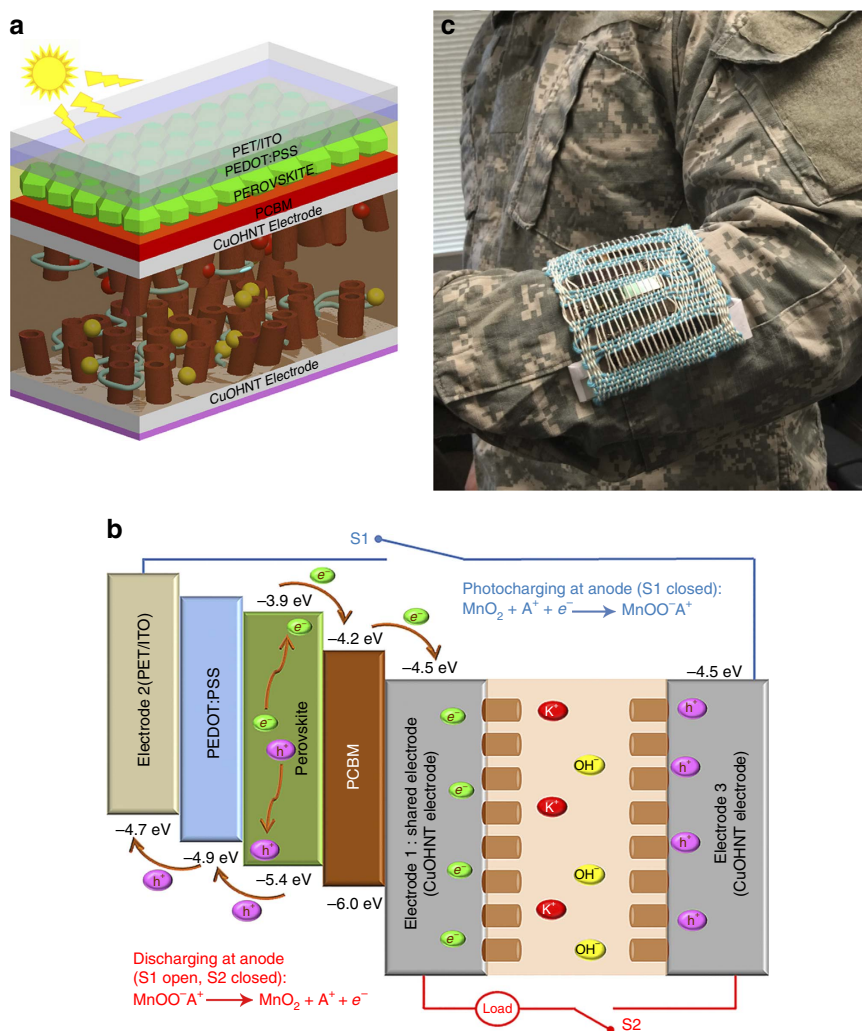 a
PET/ITO
PEDOT:PSS
PEROVSKITE
PCBM
CuOHNT Electrode
CuOHNT Electrode
c
b
S1
Photocharging at anode (S1 closed):
MnO₂ + A⁺ + e⁻ ⟶ MnOO⁻A⁺
e⁻
e⁻
–3.9 eV
–4.2 eV
–4.5 eV
–4.5 eV
Electrode 2(PET/ITO)
PEDOT:PSS
Perovskite
PCBM
Electrode 1 : shared electrode
(CuOHNT electrode)
Electrode 3
(CuOHNT electrode)
e⁻
e⁻
h⁺
h⁺
e⁻
e⁻
e⁻
e⁻
K⁺
OH⁻
K⁺
OH⁻
K⁺
OH⁻
h⁺
h⁺
h⁺
h⁺
–4.7 eV
–4.9 eV
–5.4 eV
–6.0 eV
h⁺
h⁺
Discharging at anode
(S1 open, S2 closed):
MnOO⁻A⁺ ⟶ MnO₂ + A⁺ + e⁻
Load
S2